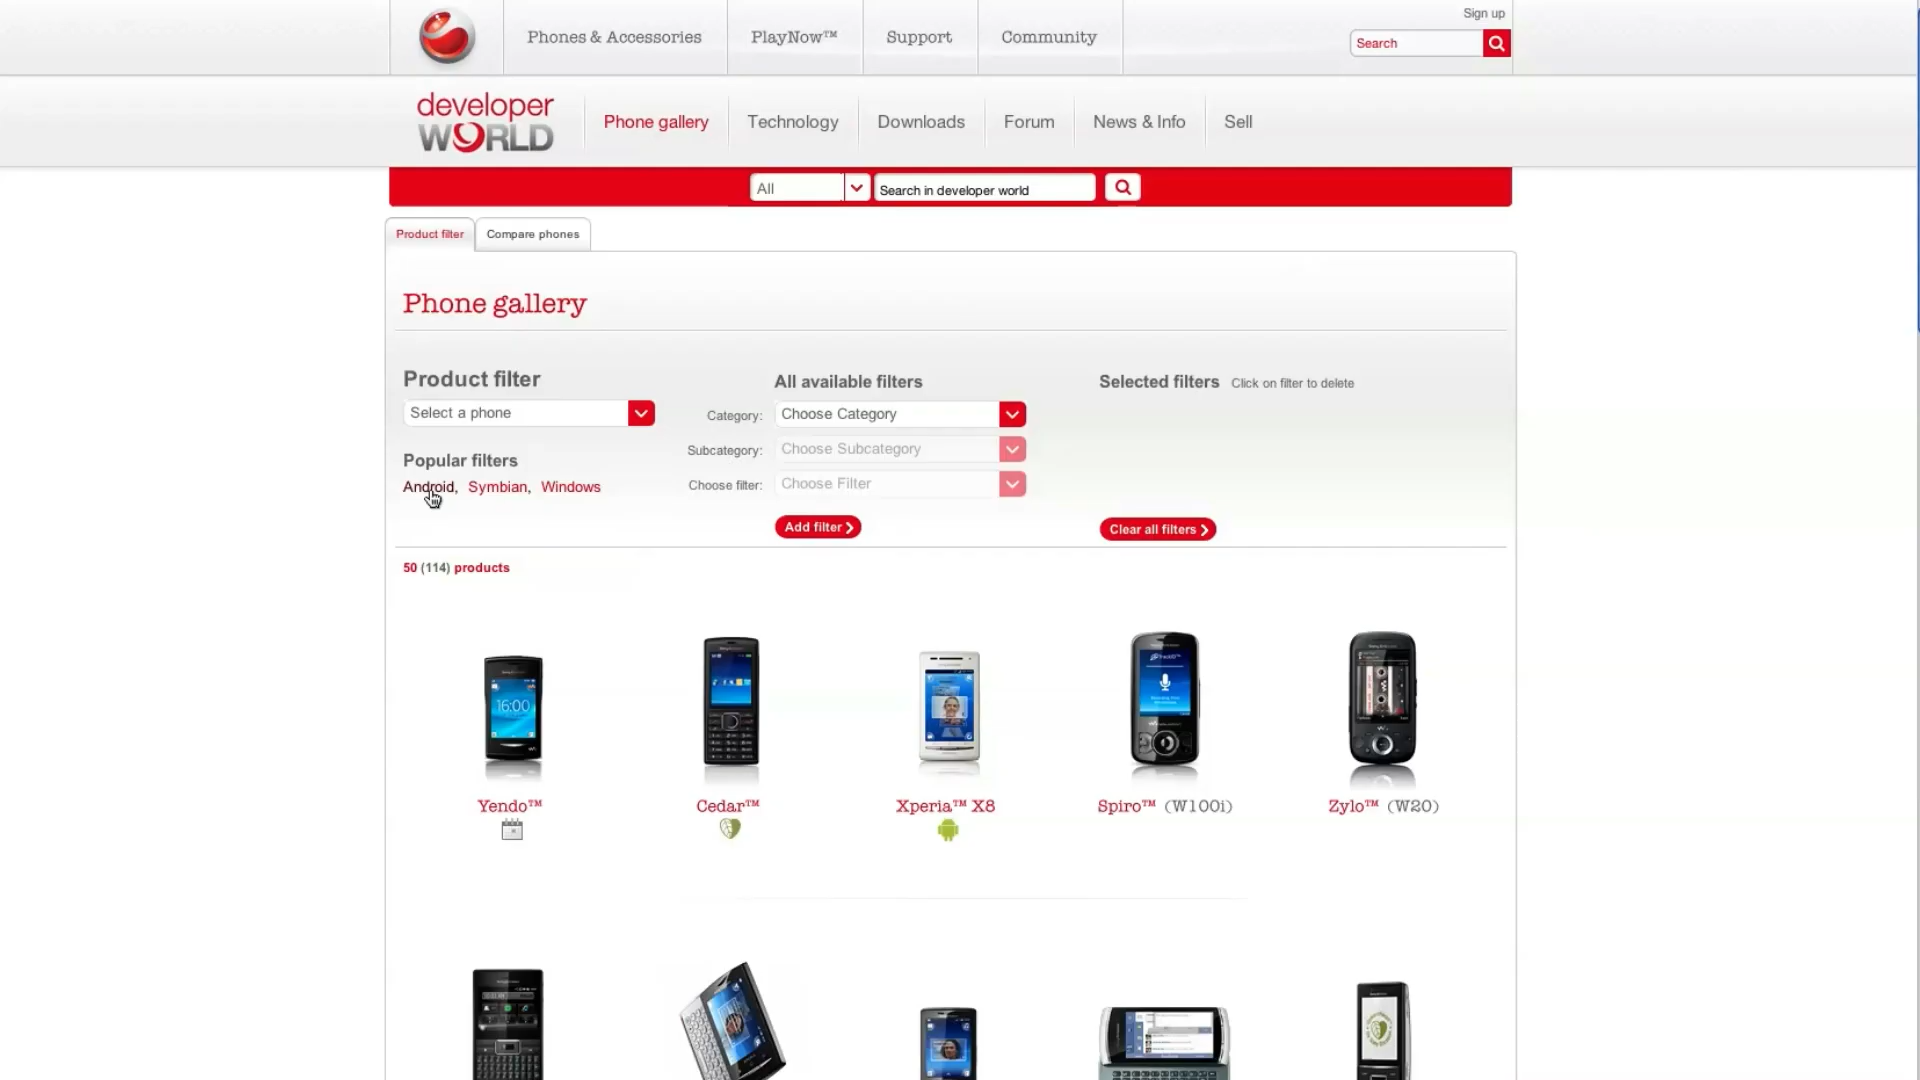 Sign up
Phones & Accessories PlayNow™ Support Community Search
developer WORLD
Phone gallery Technology Downloads Forum News & Info Sell
All Search in developer world
Product filter Compare phones
Phone gallery
Product filter All available filters Selected filters Click on filter to delete
Select a phone Category: Choose Category
Subcategory: Choose Subcategory
Popular filters
Android, Symbian, Windows Choose filter: Choose Filter
Add filter Clear all filters
50 (114) products
16:00
Yendo™ Cedar™ Xperia™ X8 Spiro™ (W100i) Zylo™ (W20)